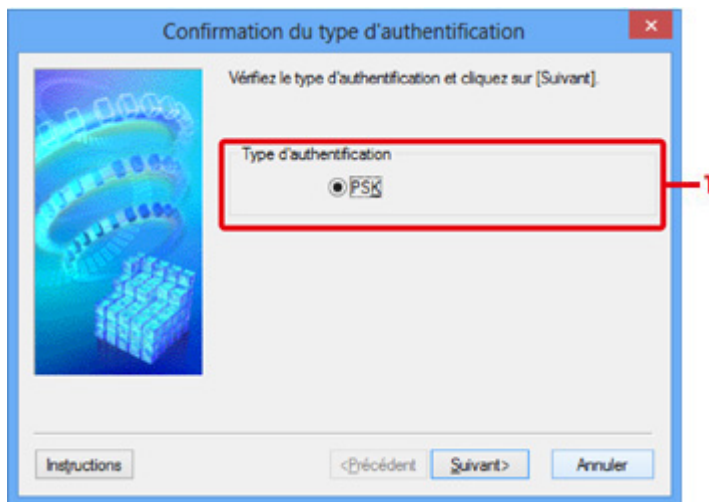 Confirmation du type d'authentification
Vérifiez le type d'authentification et cliquez sur [Suivant].
Type d'authentification
PSK
1
Instructions
<Précédent
Suivant>
Annuler